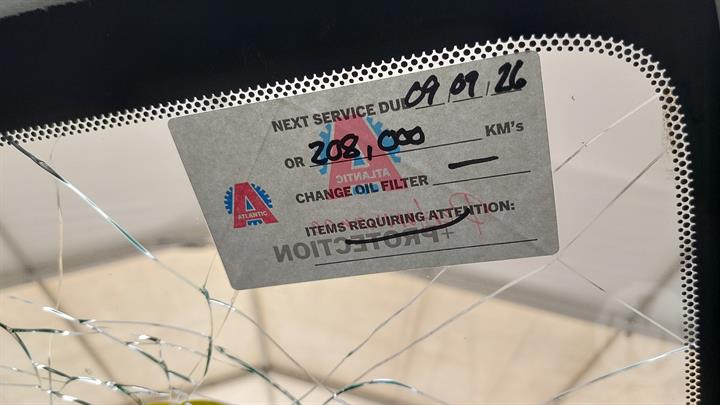 NEXT SERVICE DUE 09 / 09 / 26
OR 208,000 KM's
CHANGE OIL FILTER —
ITEMS REQUIRING ATTENTION:
A
ATLANTIC
A
ATLANTIC
+PROTECTION